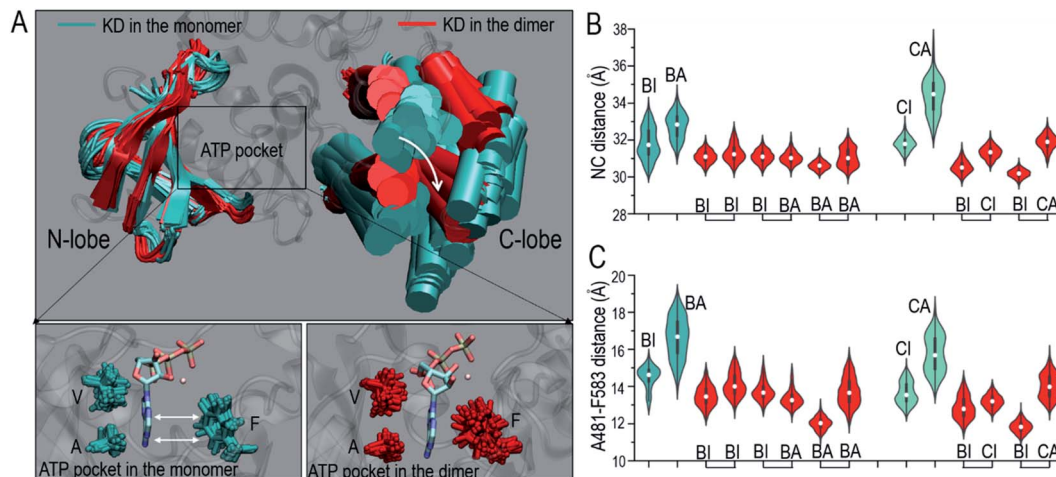 A
KD in the monomer
KD in the dimer
ATP pocket
N-lobe
C-lobe
V
A
F
ATP pocket in the monomer
V
A
F
ATP pocket in the dimer
B
NC distance (Å)
38
36
34
32
30
28
BI
BA
CI
CA
BI BI BI BA BA BA BI CI BI CA
C
A481-F583 distance (Å)
20
18
16
14
12
10
BI
BA
CI
CA
BI BI BI BA BA BA BI CI BI CA